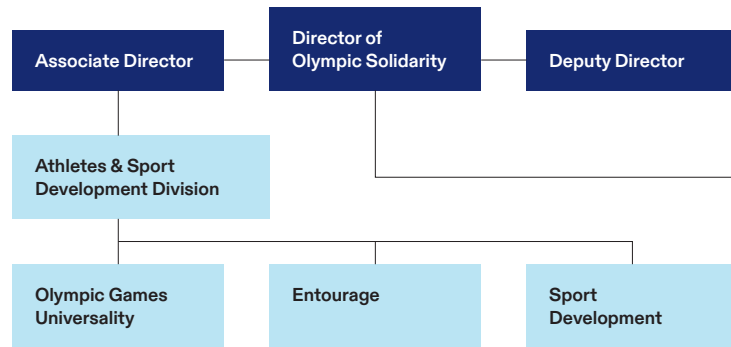 Associate Director
Director of
Olympic Solidarity
Deputy Director
Athletes & Sport
Development Division
Olympic Games
Universality
Entourage
Sport
Development